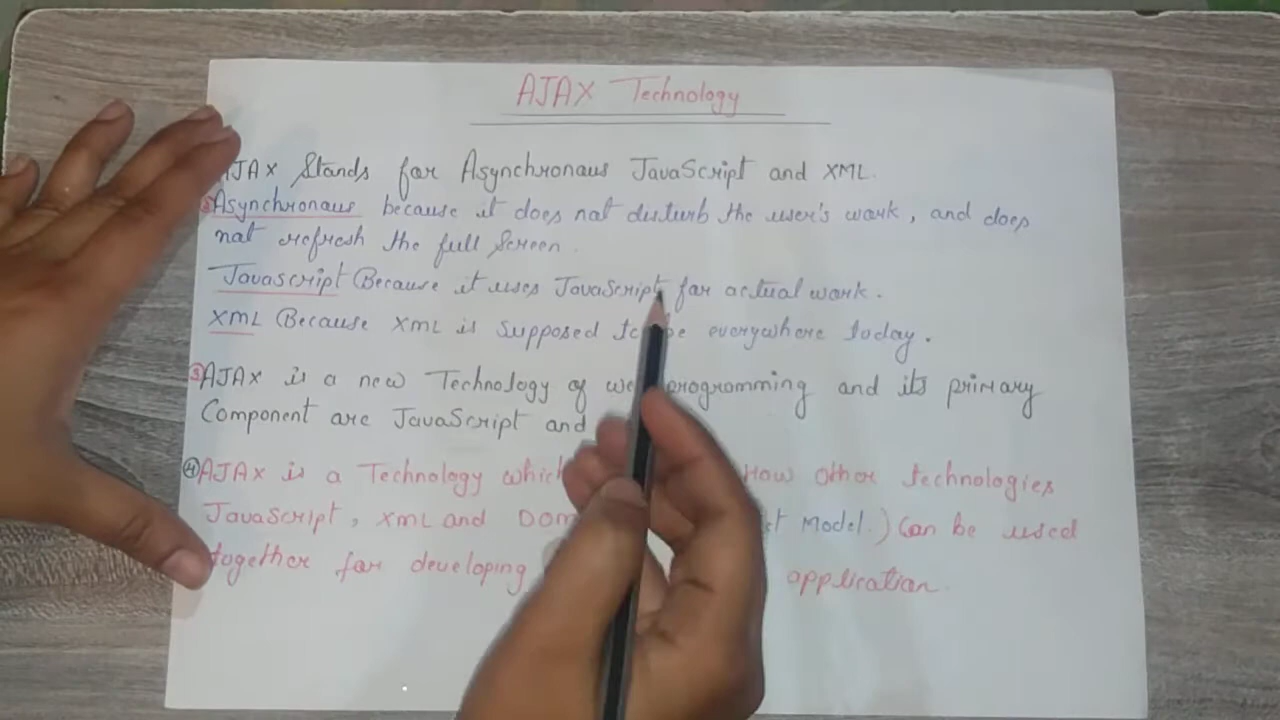 AJAX Technology
AJAX Stands for Asynchronous JavaScript and XML.
Asynchronous because it does not disturb the user's work, and does
not refresh the full Screen.
Javascript Because it uses JavaScript for actual work.
XML Because XML is supposed to be everywhere today.
③ AJAX is a new Technology of web programming and its primary
Component are JavaScript and
④ AJAX is a Technology which How other technologies
JavaScript, XML and DOM Model.) Can be used
together for developing application.